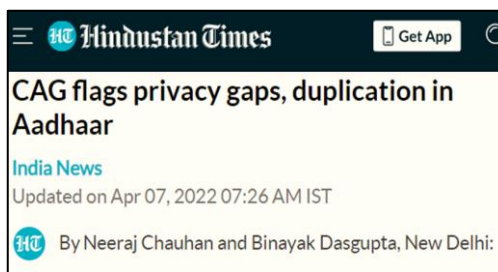 HT Hindustan Times
Get App
CAG flags privacy gaps, duplication in
Aadhaar
India News
Updated on Apr 07, 2022 07:26 AM IST
HT By Neeraj Chauhan and Binayak Dasgupta, New Delhi: